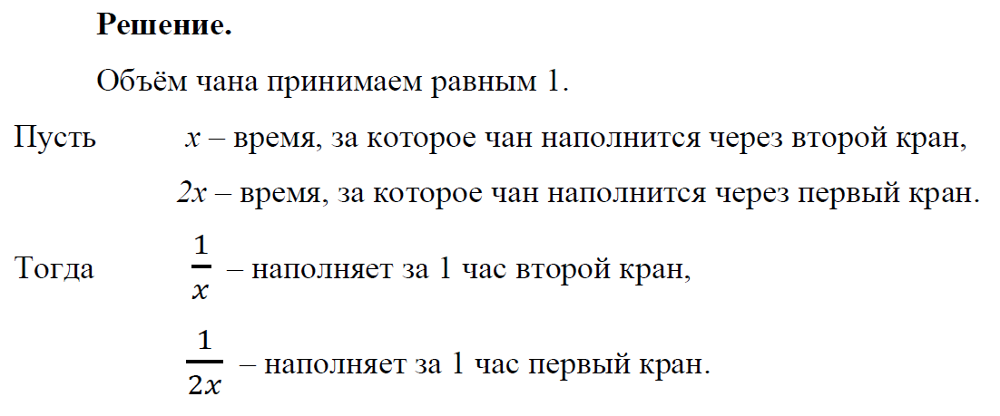 Решение.
Объём чана принимаем равным 1.
Пусть x – время, за которое чан наполнится через второй кран,
2x – время, за которое чан наполнится через первый кран.
Тогда 1/x – наполняет за 1 час второй кран,
1/2x – наполняет за 1 час первый кран.